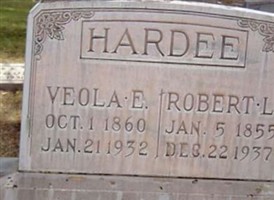 HARDEE
VEOLA·E. ROBERT·L
OCT. 1 1860 JAN. 5 1855
JAN. 21 1932 DEC. 22 1937